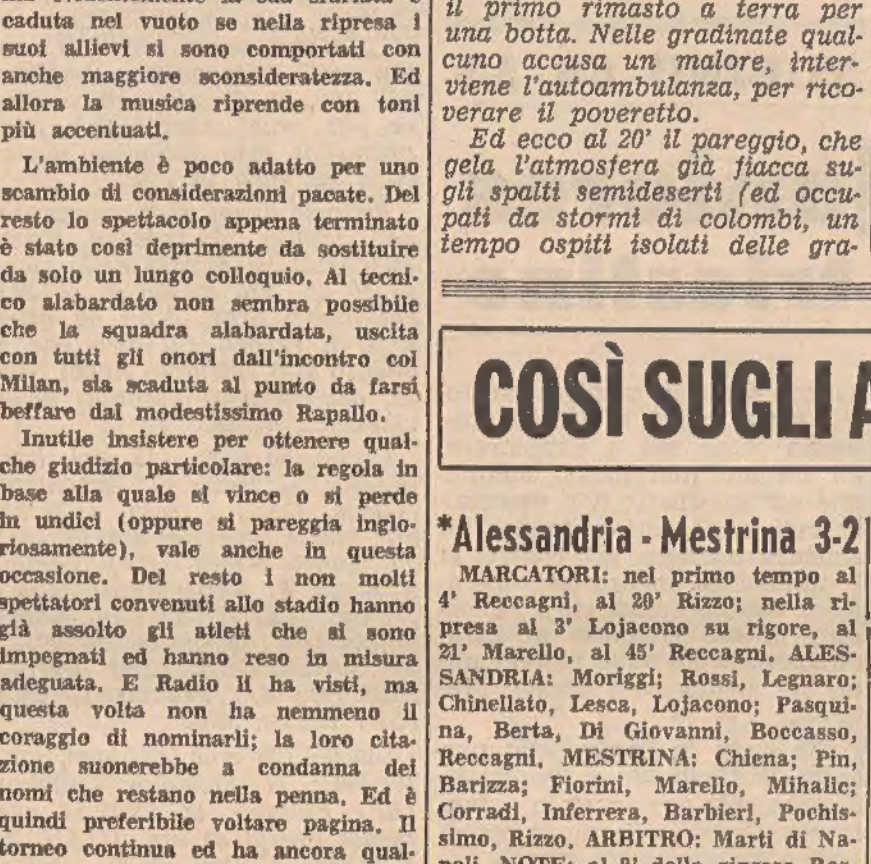 caduta nel vuoto se nella ripresa i
suoi allievi si sono comportati con
anche maggiore sconsideratezza. Ed
allora la musica riprende con toni
più accentuati.
L'ambiente è poco adatto per uno
scambio di considerazioni pacate. Del
resto lo spettacolo appena terminato
è stato così deprimente da sostituire
da solo un lungo colloquio. Al tecni-
co alabardato non sembra possibile
che la squadra alabardata, uscita
con tutti gli onori dall'incontro col
Milan, sia scaduta al punto da farsi
beffare dal modestissimo Rapallo.
Inutile insistere per ottenere qual-
che giudizio particolare: la regola in
base alla quale si vince o si perde
in undici (oppure si pareggia inglo-
riosamente), vale anche in questa
occasione. Del resto i non molti
spettatori convenuti allo stadio hanno
già assolto gli atleti che si sono
impegnati ed hanno reso in misura
adeguata. E Radio li ha visti, ma
questa volta non ha nemmeno il
coraggio di nominarli; la loro cita-
zione suonerebbe a condanna dei
nomi che restano nella penna. Ed è
quindi preferibile voltare pagina. Il
torneo continua ed ha ancora qual-
il primo rimasto a terra per
una botta. Nelle gradinate qual-
cuno accusa un malore, inter-
viene l'autoambulanza, per rico-
verare il poveretto.
Ed ecco al 20' il pareggio, che
gela l'atmosfera già fiacca su-
gli spalti semideserti (ed occu-
pati da stormi di colombi, un
tempo ospiti isolati delle gra-
COSÌ SUGLI A
*Alessandria - Mestrina 3-2
MARCATORI: nel primo tempo al
4' Reccagni, al 20' Rizzo; nella ri-
presa al 3' Lojacono su rigore, al
21' Marello, al 45' Reccagni. ALES-
SANDRIA: Moriggi; Rossi, Legnaro;
Chinellato, Lesca, Lojacono; Pasqui-
na, Berta, Di Giovanni, Boccasso,
Reccagni. MESTRINA: Chiena; Pin,
Barizza; Fiorini, Marello, Mihalic;
Corradi, Inferrera, Barbieri, Pochis-
simo, Rizzo. ARBITRO: Marti di Na-